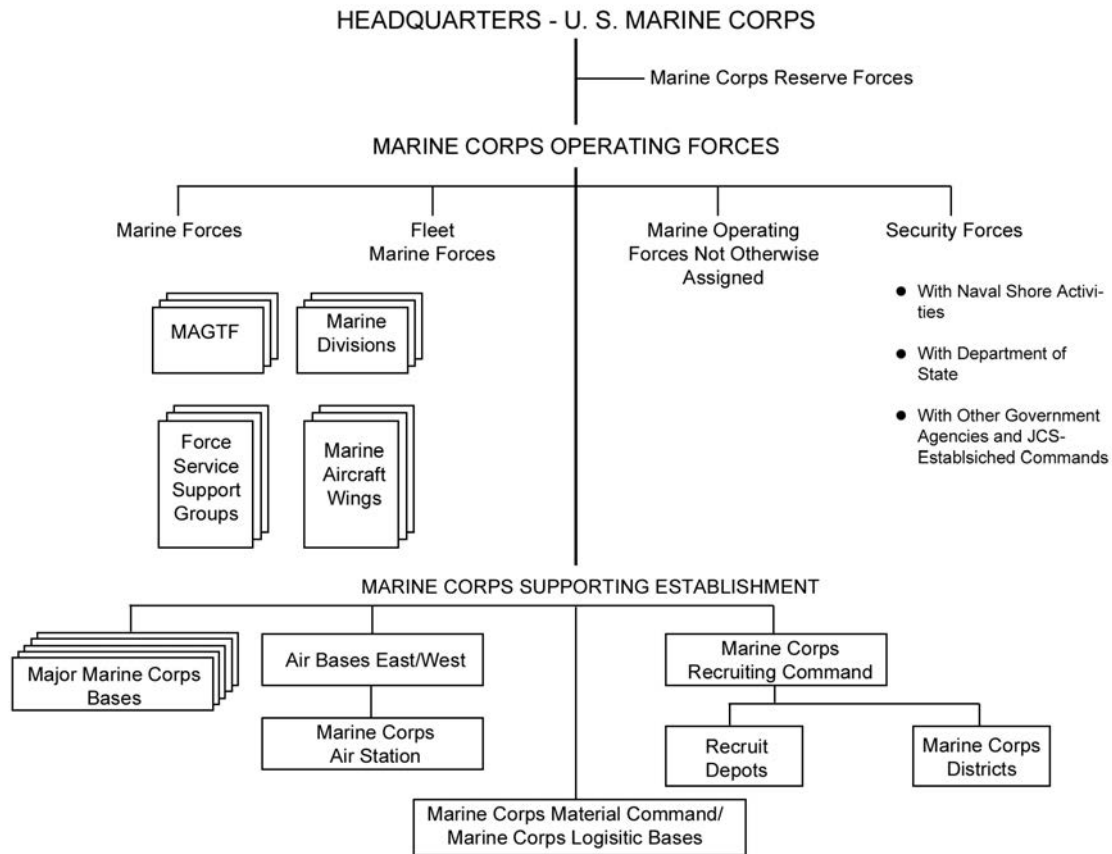 HEADQUARTERS - U. S. MARINE CORPS
Marine Corps Reserve Forces
MARINE CORPS OPERATING FORCES
Marine Forces
Fleet
Marine Forces
Marine Operating
Forces Not Otherwise
Assigned
Security Forces
MAGTF
Marine
Divisions
Force
Service
Support
Groups
Marine
Aircraft
Wings
● With Naval Shore Activi-
ties
● With Department of
State
● With Other Government
Agencies and JCS-
Establsiched Commands
MARINE CORPS SUPPORTING ESTABLISHMENT
Major Marine Corps
Bases
Air Bases East/West
Marine Corps
Air Station
Marine Corps
Recruiting Command
Recruit
Depots
Marine Corps
Districts
Marine Corps Material Command/
Marine Corps Logisitic Bases